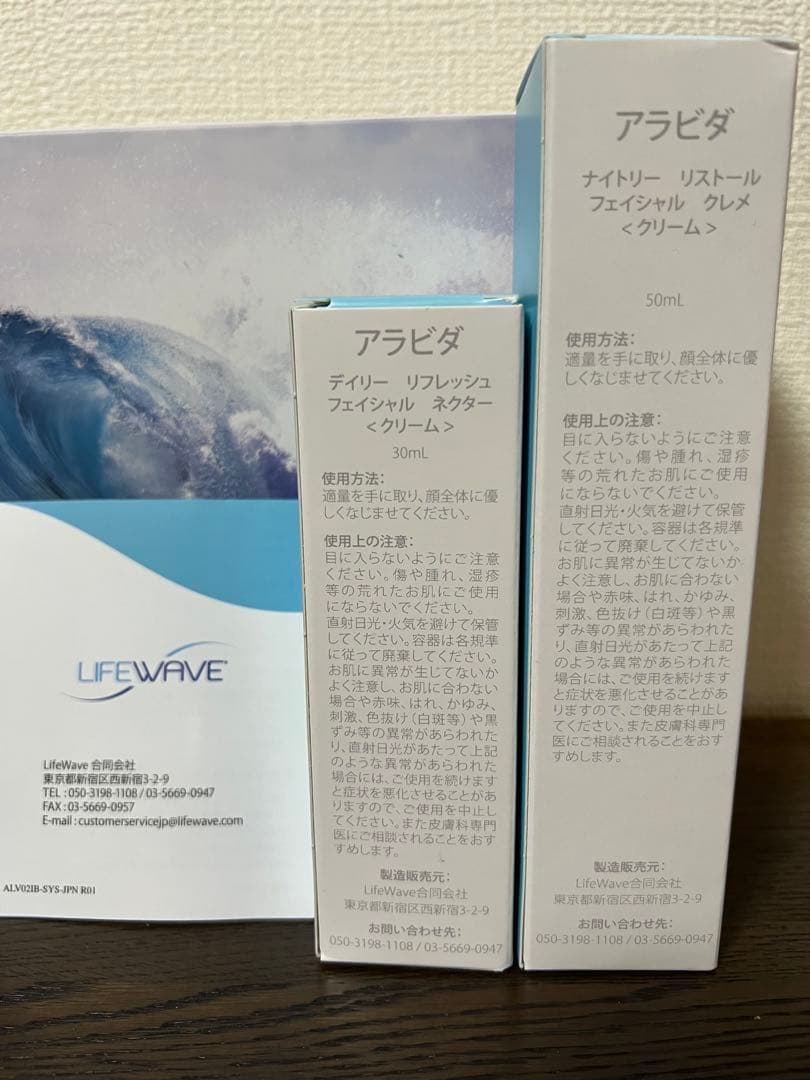 LIFEWAVE®
LifeWave 合同会社
東京都新宿区西新宿3-2-9
TEL : 050-3198-1108 / 03-5669-0947
FAX : 03-5669-0957
E-mail : customerservicejp@lifewave.com
ALV02IB-SYS-JPN R01
アラビダ
デイリー リフレッシュ
フェイシャル ネクター
<クリーム>
30mL
使用方法:
適量を手に取り、顔全体に優
しくなじませてください。
使用上の注意:
目に入らないようにご注意
ください。傷や腫れ、湿疹
等の荒れたお肌にご使用
にならないでください。
直射日光・火気を避けて保管
してください。容器は各規準
に従って廃棄してください。
お肌に異常が生じてないか
よく注意し、お肌に合わない
場合や赤味、はれ、かゆみ、
刺激、色抜け(白斑等)や黒
ずみ等の異常があらわれた
り、直射日光があたって上記
のような異常があらわれた
場合には、ご使用を続けます
と症状を悪化させることがあ
りますので、ご使用を中止し
てください。また皮膚科専門
医にご相談されることをおす
すめします。
製造販売元:
LifeWave合同会社
東京都新宿区西新宿3-2-9
お問い合わせ先:
050-3198-1108 / 03-5669-0947
アラビダ
ナイトリー リストール
フェイシャル クレメ
<クリーム>
50mL
使用方法:
適量を手に取り、顔全体に優
しくなじませてください。
使用上の注意:
目に入らないようにご注意
ください。傷や腫れ、湿疹
等の荒れたお肌にご使用
にならないでください。
直射日光・火気を避けて保管
してください。容器は各規準
に従って廃棄してください。
お肌に異常が生じてないか
よく注意し、お肌に合わない
場合や赤味、はれ、かゆみ、
刺激、色抜け(白斑等)や黒
ずみ等の異常があらわれた
り、直射日光があたって上記
のような異常があらわれた
場合には、ご使用を続けます
と症状を悪化させることがあ
りますので、ご使用を中止し
てください。また皮膚科専門
医にご相談されることをおす
すめします。
製造販売元:
LifeWave合同会社
東京都新宿区西新宿3-2-9
お問い合わせ先:
050-3198-1108 / 03-5669-0947